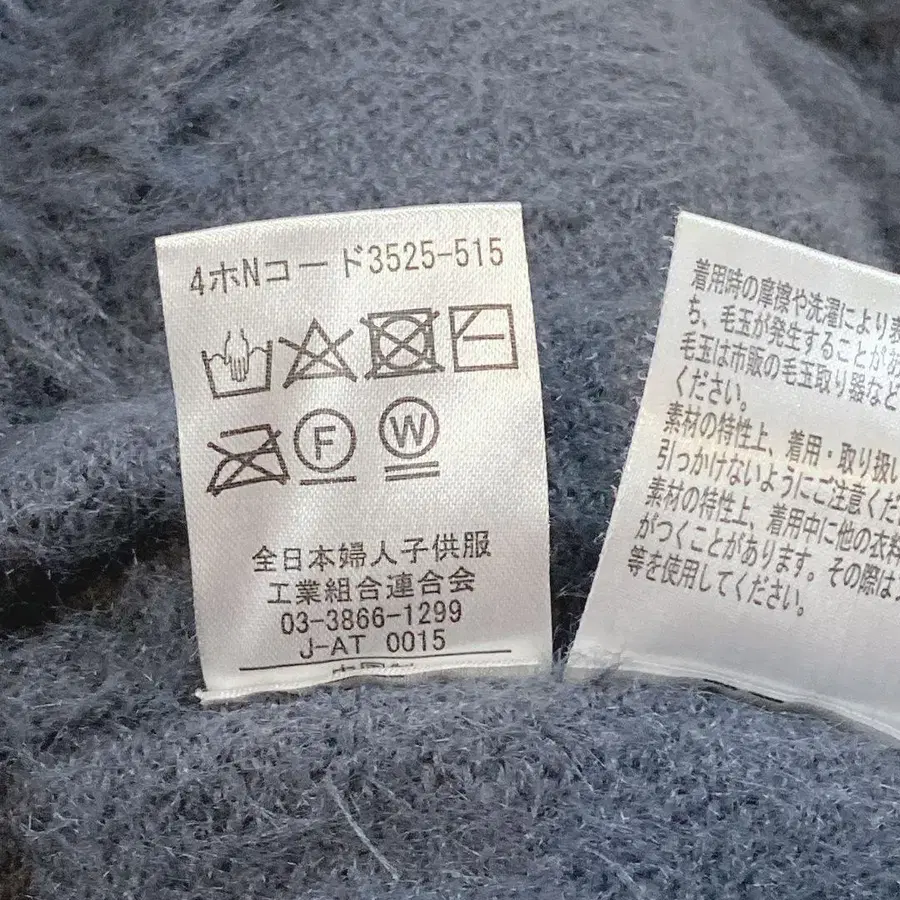 4ホNコード3525-515
F
W
全日本婦人子供服
工業組合連合会
03-3866-1299
J-AT 0015
着用時の摩擦や洗濯により表
ち、毛玉が発生することがあ
毛玉は市販の毛玉取り器など
ください。
素材の特性上、着用・取り扱い
引っかけないようにご注意くだ
素材の特性上、着用中に他の衣料
がつくことがあります。その際は
等を使用してください。